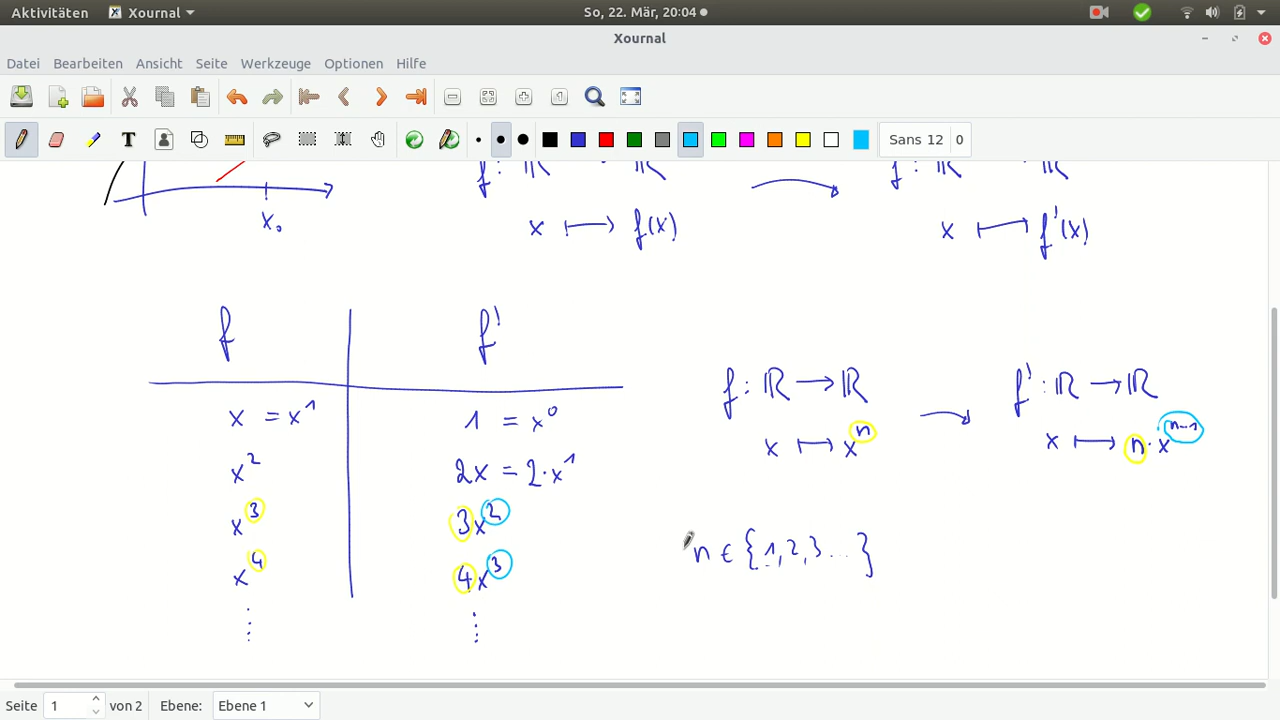 Aktivitäten Xournal So, 22. Mär, 20:04
Xournal
Datei Bearbeiten Ansicht Seite Werkzeuge Optionen Hilfe
Sans 12 0
f : ℝ ℝ f : ℝ ℝ
x₀ x ⟼ f(x) x ⟼ f'(x)
f f'
f : ℝ → ℝ f' : ℝ → ℝ
x = x¹ 1 = x⁰
x ⟼ xⁿ x ⟼ n · xⁿ⁻¹
x² 2x = 2·x¹
x³ 3x²
n ∈ {1, 2, 3 ...}
x⁴ 4x³
⋮ ⋮
Seite 1 von 2 Ebene: Ebene 1